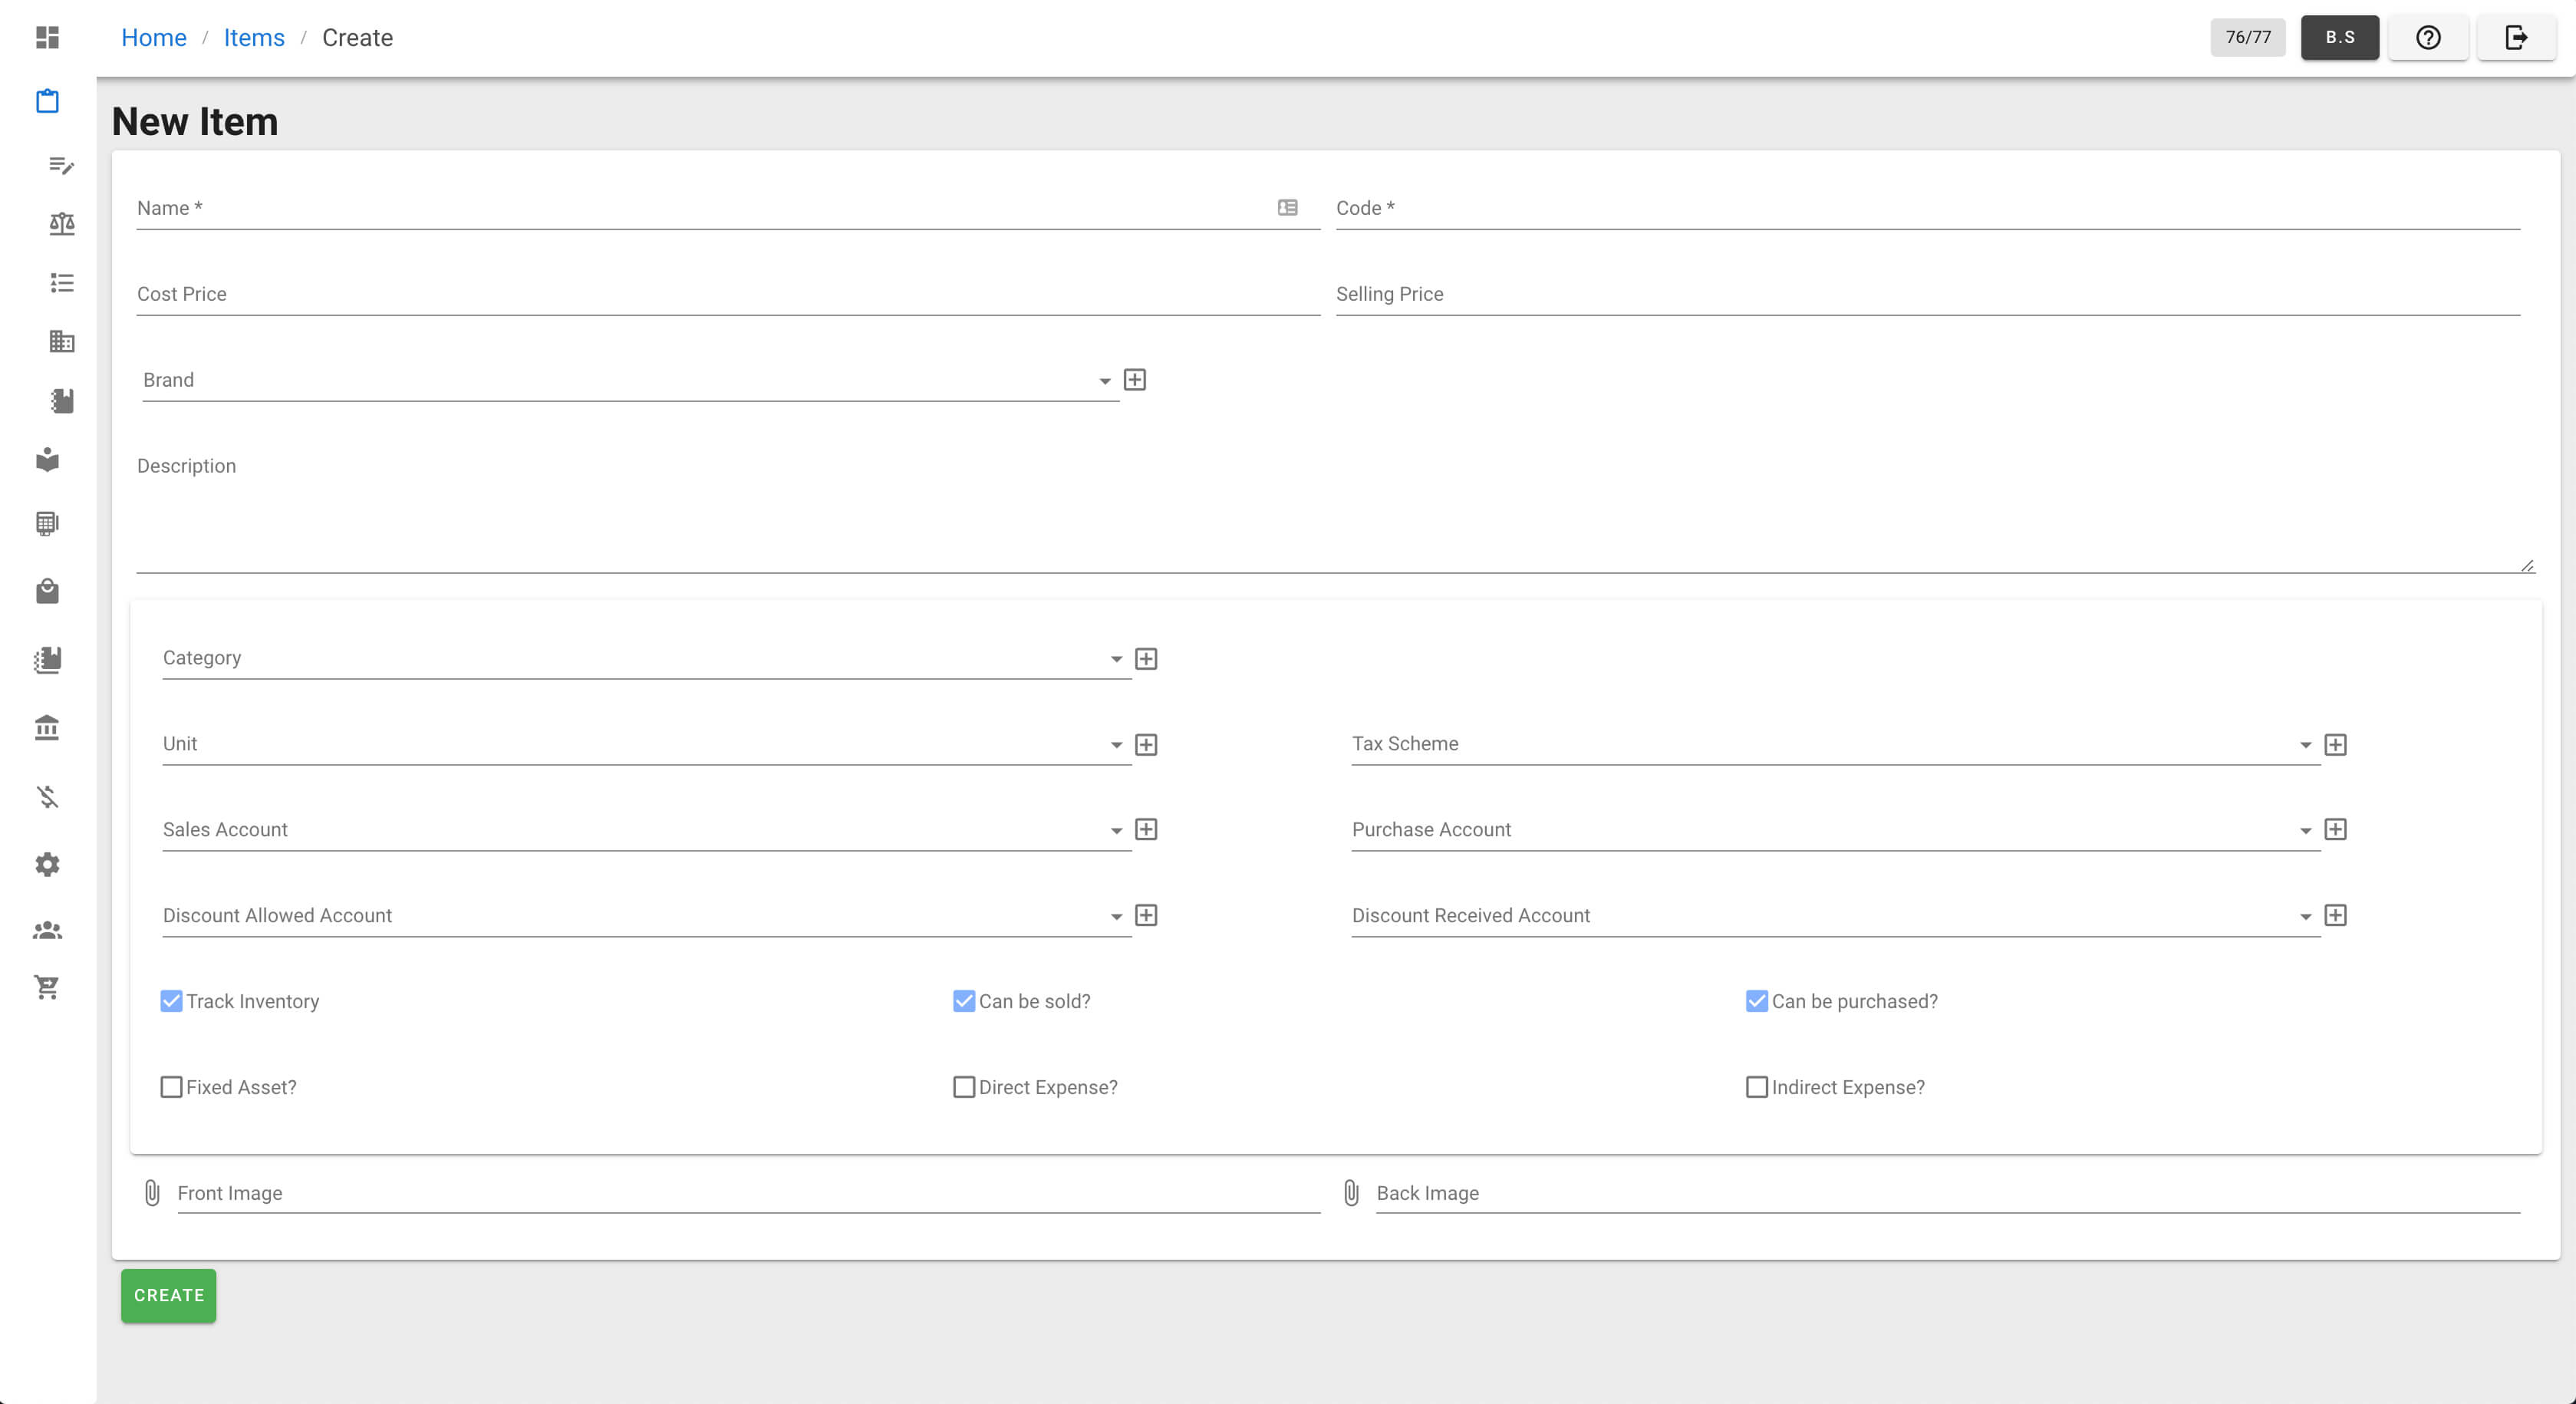 Home / Items / Create
76/77
B.S
New Item
Name *
Code *
Cost Price
Selling Price
Brand
Description
Category
Unit
Tax Scheme
Sales Account
Purchase Account
Discount Allowed Account
Discount Received Account
Track Inventory
Can be sold?
Can be purchased?
Fixed Asset?
Direct Expense?
Indirect Expense?
Front Image
Back Image
CREATE